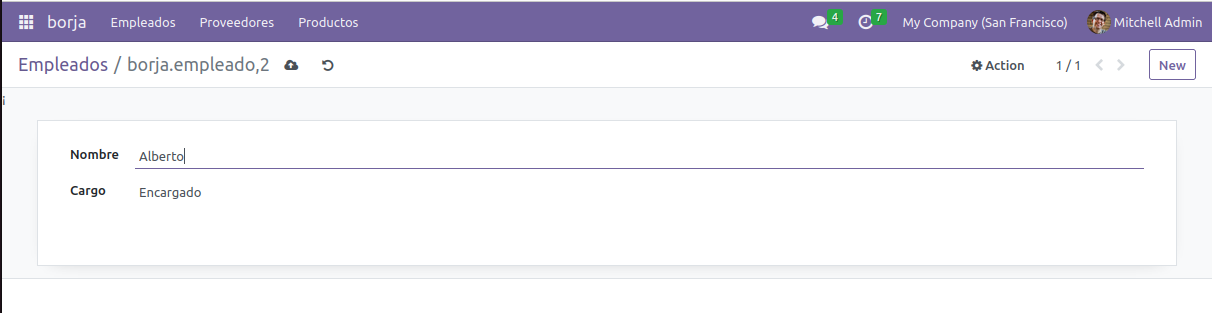 borja Empleados Proveedores Productos 4 7 My Company (San Francisco) Mitchell Admin
Empleados / borja.empleado,2 Action 1 / 1 New
i
Nombre Alberto
Cargo Encargado